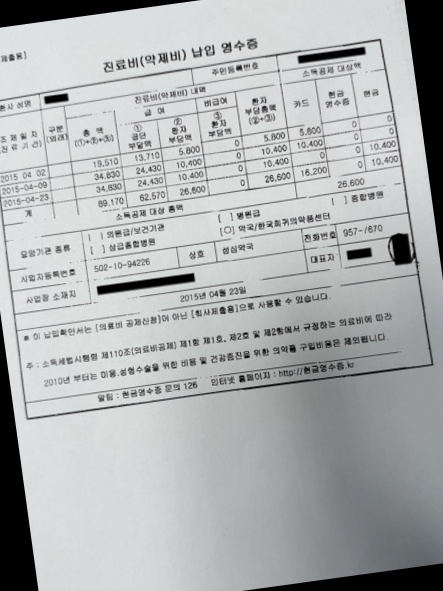 제출용]
진료비(약제비) 납입 영수증
환자 성명 주민등록번호
진료비(약제비) 내역 소득공제 대상액
조제일자 (진료기간) 구분 (외래) 총 액 (①+②+③) 급 여 비급여 환자 부담총액 (②+③) 카드 현금 영수증 현금
① 공단 부담액 ② 환자 부담액 ③ 환자 부담액
2015-04-02 19,510 13,710 5,800 0 5,800 5,800 0 0
2015-04-09 34,830 24,430 10,400 0 10,400 10,400 0 0
2015-04-23 34,830 24,430 10,400 0 10,400 0 0 10,400
계 89,170 62,570 26,600 0 26,600 16,200 0 10,400
소득공제 대상 총액 26,600
요양기관 종류 [ ] 의원급/보건기관 [ ] 병원급 [ ] 종합병원
[ ] 상급종합병원 [○] 약국/한국희귀의약품센터
사업자등록번호 502-10-94226 상호 성심약국 전화번호 957-/670
사업장 소재지 대표자
2015년 04월 23일
※ 이 납입확인서는 [의료비 공제신청]이 아닌 [회사제출용]으로 사용할 수 있습니다.
주 : 소득세법시행령 제110조(의료비공제) 제1항 제1호, 제2호 및 제2항에서 규정하는 의료비에 따라
2010년 부터는 미용,성형수술을 위한 비용 및 건강증진을 위한 의약품 구입비용은 제외됩니다.
알림 : 현금영수증 문의 126 인터넷 홈페이지 : http://현금영수증.kr